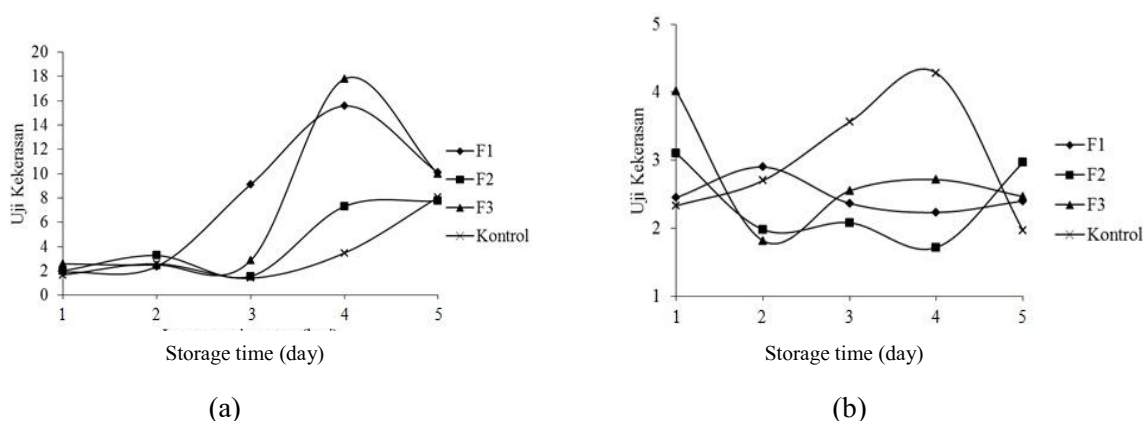 (a)
20
18
16
14
12
10
8
6
4
2
0
Uji Kekerasan
1 2 3 4 5
F1
F2
F3
Kontrol
Storage time (day)
(b)
5
4
3
2
1
Uji Kekerasan
1 2 3 4 5
F1
F2
F3
Kontrol
Storage time (day)
(a) (b)